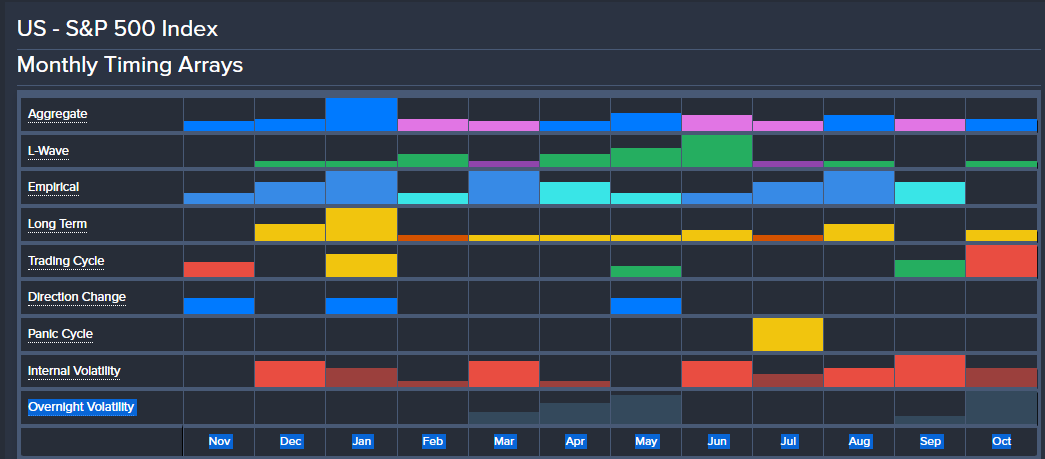 US - S&P 500 Index
Monthly Timing Arrays
Aggregate
L-Wave
Empirical
Long Term
Trading Cycle
Direction Change
Panic Cycle
Internal Volatility
Overnight Volatility
Nov Dec Jan Feb Mar Apr May Jun Jul Aug Sep Oct